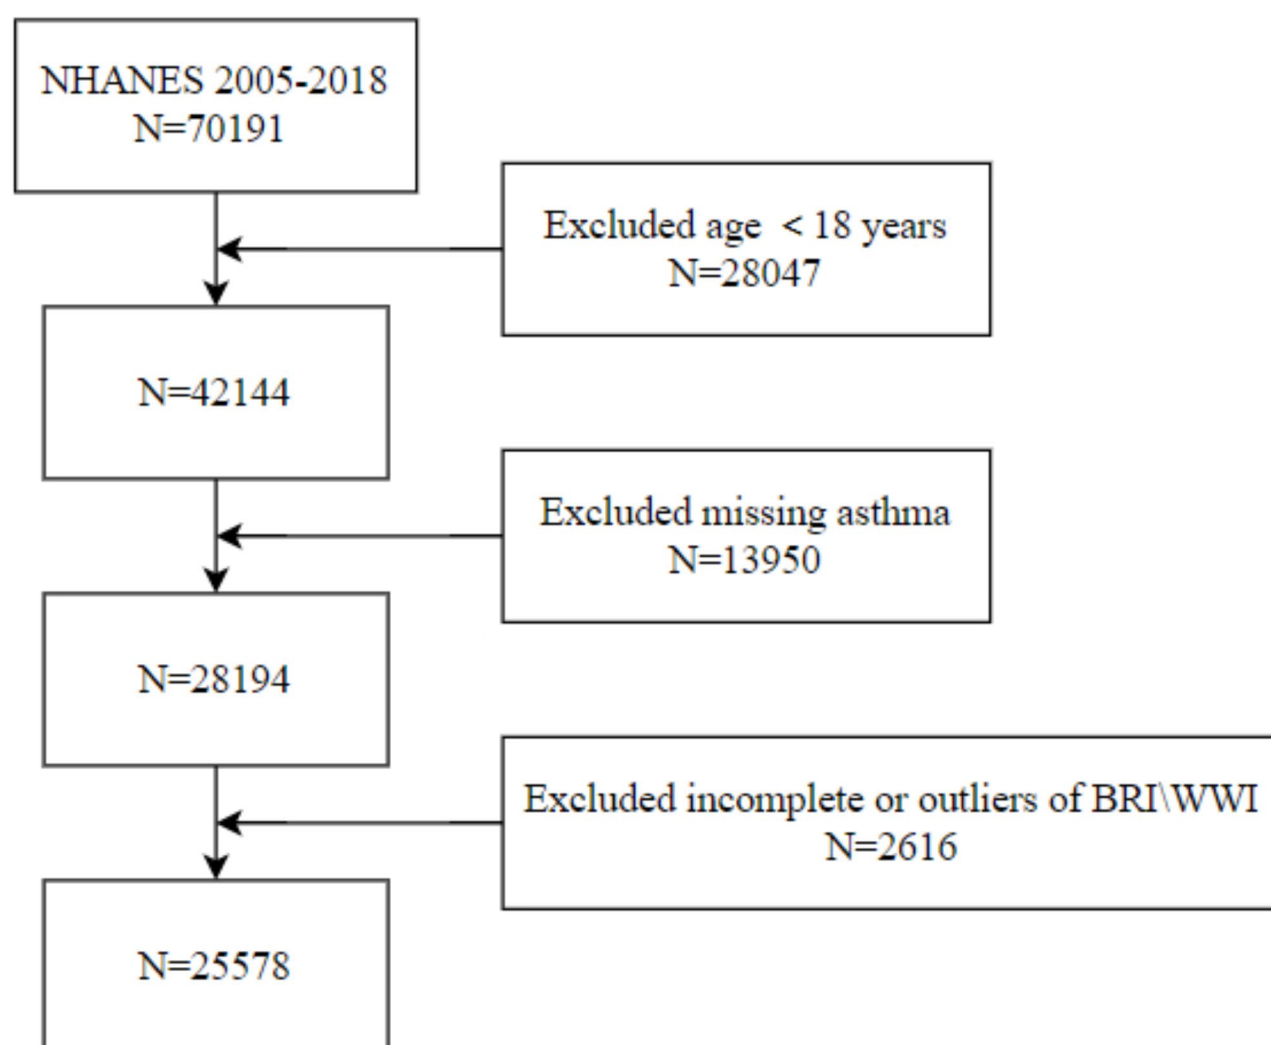 NHANES 2005-2018
N=70191
Excluded age < 18 years
N=28047
N=42144
Excluded missing asthma
N=13950
N=28194
Excluded incomplete or outliers of BRI\WWI
N=2616
N=25578